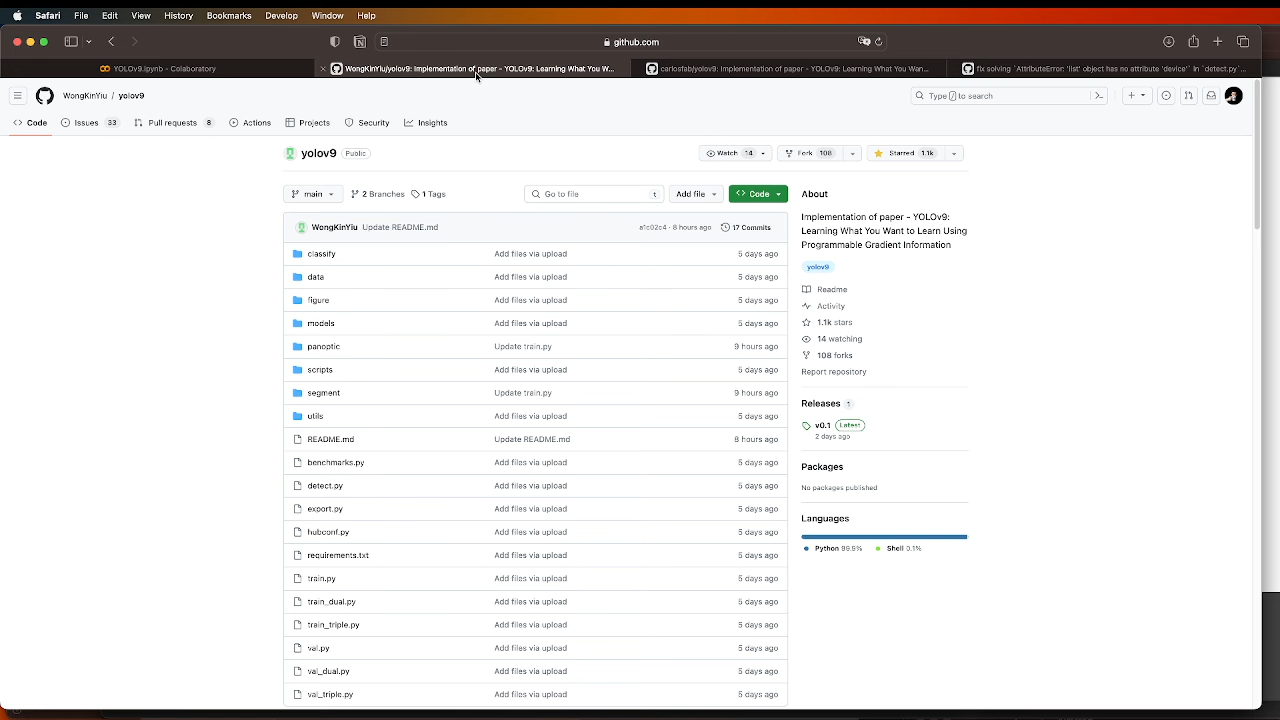 Safari File Edit View History Bookmarks Develop Window Help
github.com
YOLOv9.ipynb - Colaboratory
WongKinYiu/yolov9: Implementation of paper - YOLOv9: Learning What You W...
carlosfab/yolov9: Implementation of paper - YOLOv9: Learning What You Wan...
fix solving `AttributeError: 'list' object has no attribute 'device'` in `detect.py`...
WongKinYiu / yolov9
Type / to search
Code Issues 33 Pull requests 8 Actions Projects Security Insights
yolov9 Public
Watch 14 Fork 108 Starred 1.1k
main 2 Branches 1 Tags Go to file t Add file Code
WongKinYiu Update README.md a1c02c4 · 8 hours ago 17 Commits
classify Add files via upload 5 days ago
data Add files via upload 5 days ago
figure Add files via upload 5 days ago
models Add files via upload 5 days ago
panoptic Update train.py 9 hours ago
scripts Add files via upload 5 days ago
segment Update train.py 9 hours ago
utils Add files via upload 5 days ago
README.md Update README.md 8 hours ago
benchmarks.py Add files via upload 5 days ago
detect.py Add files via upload 5 days ago
export.py Add files via upload 5 days ago
hubconf.py Add files via upload 5 days ago
requirements.txt Add files via upload 5 days ago
train.py Add files via upload 5 days ago
train_dual.py Add files via upload 5 days ago
train_triple.py Add files via upload 5 days ago
val.py Add files via upload 5 days ago
val_dual.py Add files via upload 5 days ago
val_triple.py Add files via upload 5 days ago
About
Implementation of paper - YOLOv9:
Learning What You Want to Learn Using
Programmable Gradient Information
yolov9
Readme
Activity
1.1k stars
14 watching
108 forks
Report repository
Releases 1
v0.1 Latest
2 days ago
Packages
No packages published
Languages
Python 99.9% Shell 0.1%